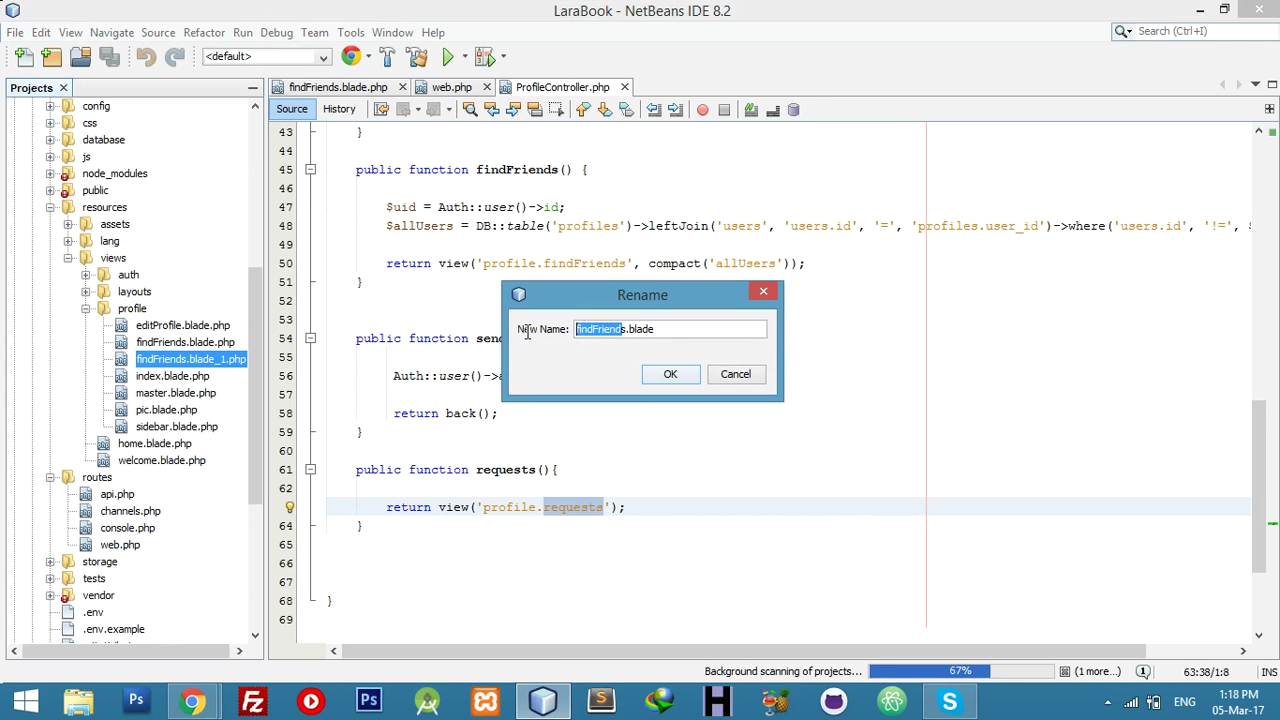 LaraBook - NetBeans IDE 8.2
File Edit View Navigate Source Refactor Run Debug Team Tools Window Help
Search (Ctrl+I)
<default>
Projects
findFriends.blade.php
web.php
ProfileController.php
Source
History
config
css
database
js
node_modules
public
resources
assets
lang
views
auth
layouts
profile
editProfile.blade.php
findFriends.blade.php
findFriends.blade_1.php
index.blade.php
master.blade.php
pic.blade.php
sidebar.blade.php
home.blade.php
welcome.blade.php
routes
api.php
channels.php
console.php
web.php
storage
tests
vendor
.env
.env.example
43 }
44
45 public function findFriends() {
46
47 $uid = Auth::user()->id;
48 $allUsers = DB::table('profiles')->leftJoin('users', 'users.id', '=', 'profiles.user_id')->where('users.id', '!=', $
50 return view('profile.findFriends', compact('allUsers'));
51 }
52
53
54 public function send
56 Auth::user()->a
57
58 return back();
59 }
60
61 public function requests(){
62
return view('profile.requests');
64 }
65
66
67
68 }
69
Rename
New Name: findFriends.blade
OK
Cancel
Background scanning of projects...
67%
(1 more...)
63:38/1:8
INS
ENG
1:18 PM
05-Mar-17